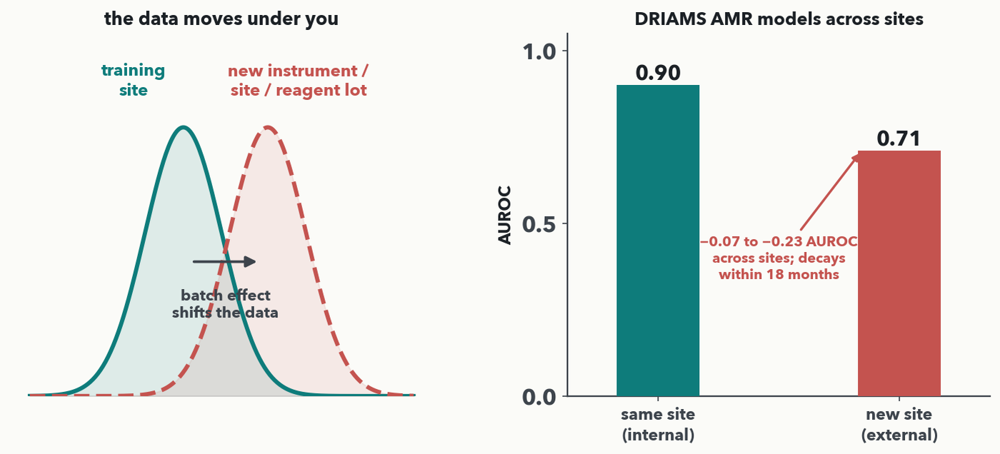 the data moves under you
training
site
new instrument /
site / reagent lot
batch effect
shifts the data
DRIAMS AMR models across sites
AUROC
1.0
0.5
0.0
0.90
0.71
−0.07 to −0.23 AUROC
across sites; decays
within 18 months
same site
(internal)
new site
(external)